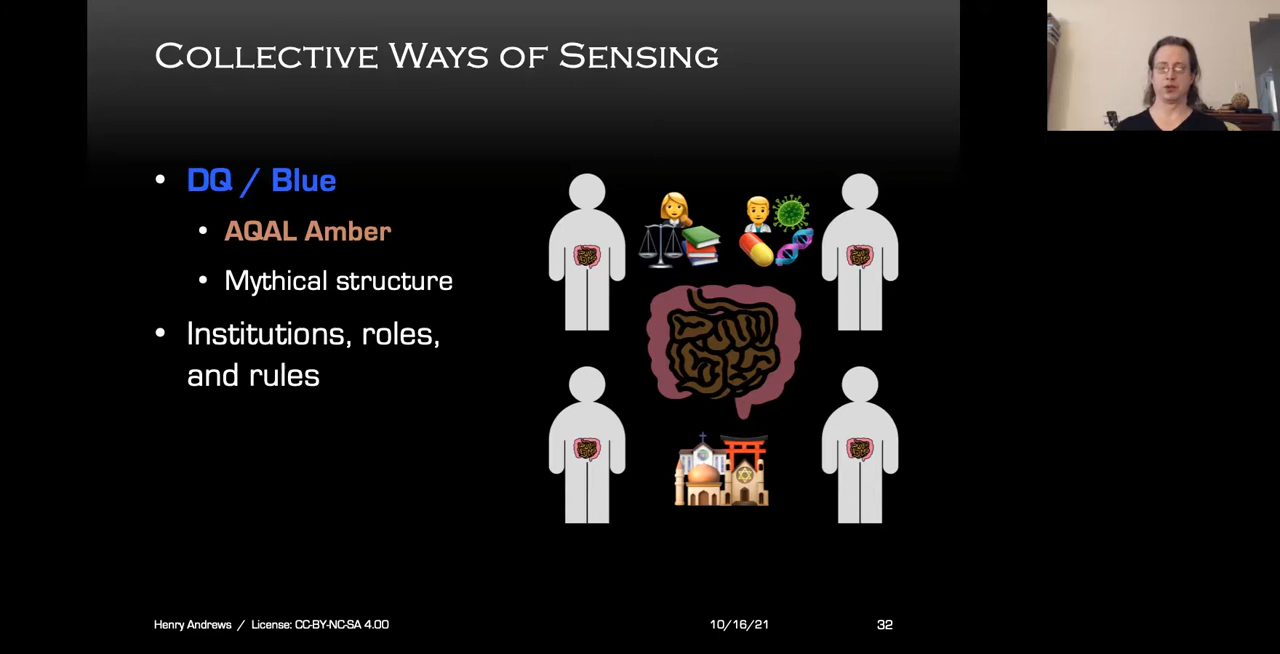 COLLECTIVE WAYS OF SENSING
• DQ / Blue
• AQAL Amber
• Mythical structure
• Institutions, roles,
and rules
Henry Andrews / License: CC-BY-NC-SA 4.00
10/16/21
32